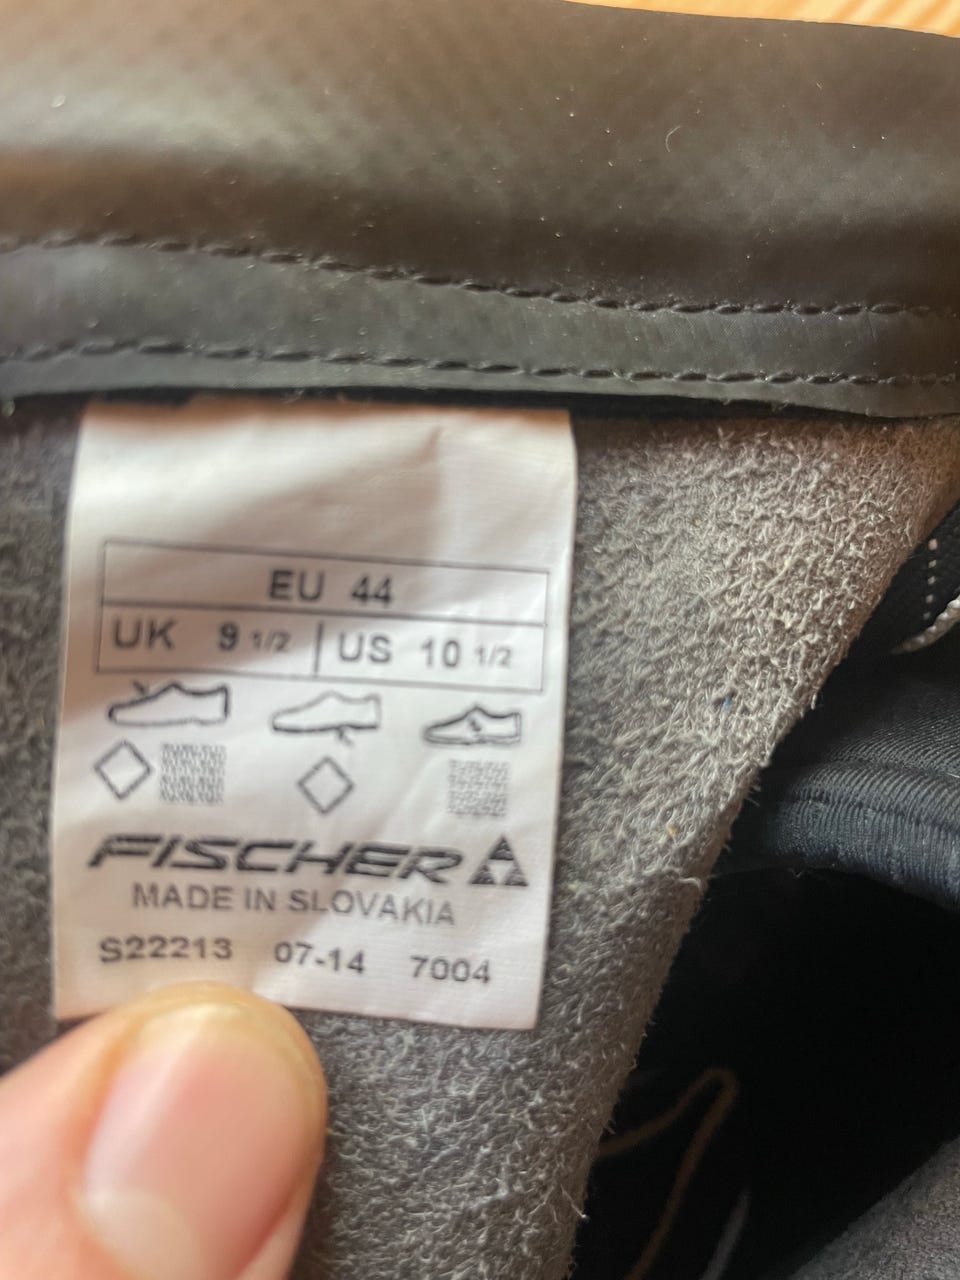 EU 44
UK 9 1/2 | US 10 1/2
FISCHER
MADE IN SLOVAKIA
S22213 07-14 7004